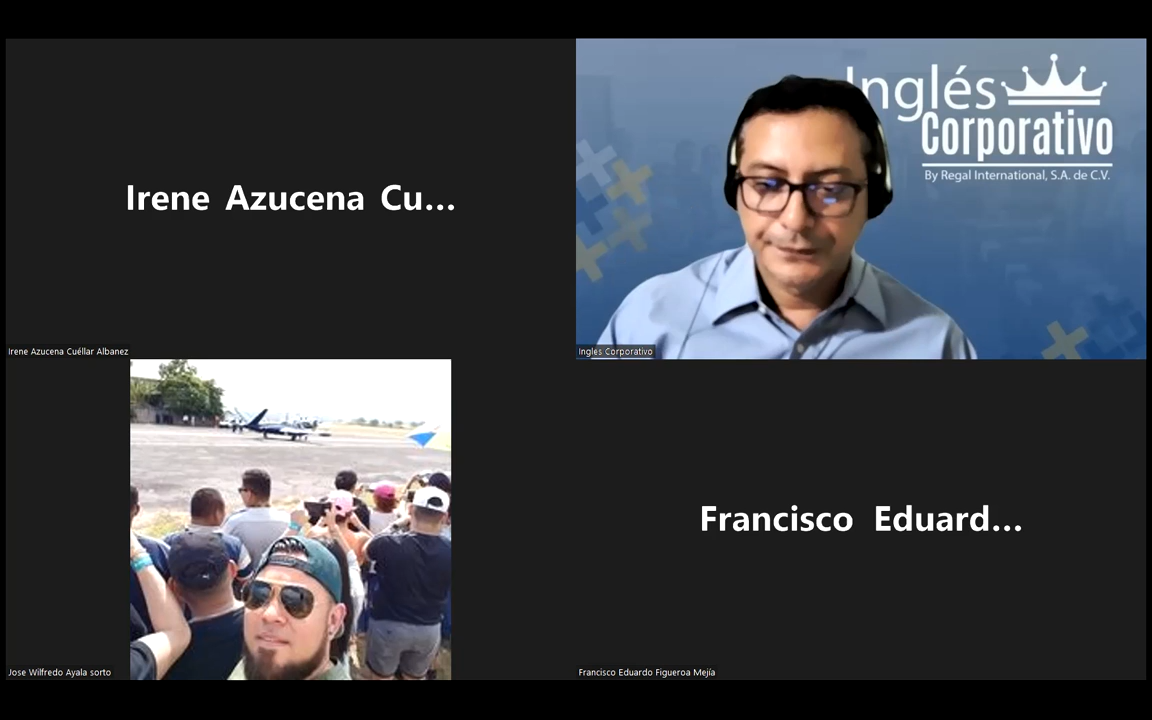 Irene Azucena Cu...
Irene Azucena Cuéllar Albanez
Inglés
Corporativo
By Regal International, S.A. de C.V.
Ingles Corporativo
Jose Wilfredo Ayala sorto
Francisco Eduard...
Francisco Eduardo Figueroa Mejía